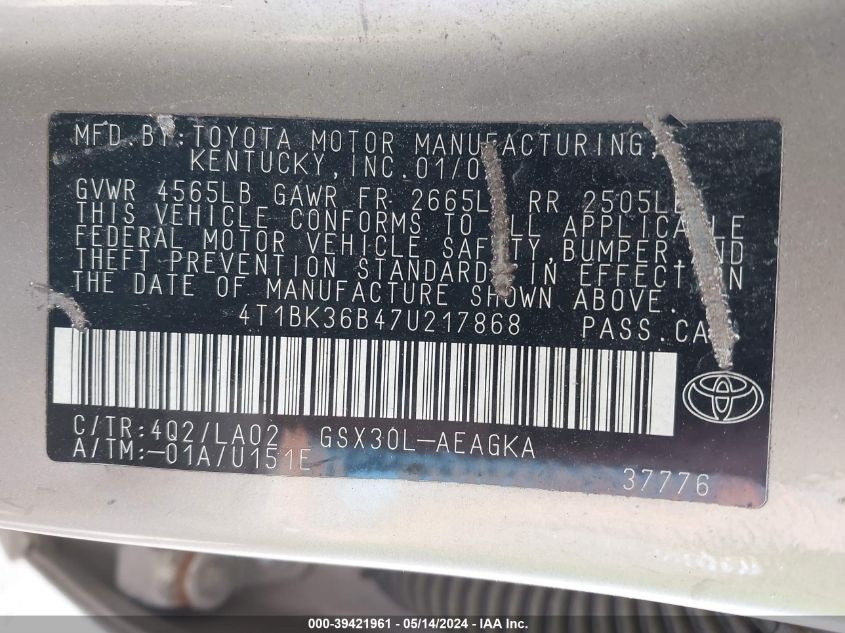 MFD. BY: TOYOTA MOTOR MANUFACTURING,
KENTUCKY, INC. 01/0
GVWR 4565LB GAWR FR 2665L RR 2505L
THIS VEHICLE CONFORMS TO ALL APPLICABLE
FEDERAL MOTOR VEHICLE SAFETY, BUMPER, AND
THEFT PREVENTION STANDARDS IN EFFECT ON
THE DATE OF MANUFACTURE SHOWN ABOVE.
4T1BK36B47U217868 PASS.CA
C/TR: 4Q2/LA02 GSX30L-AEAGKA
A/TM:-01A/U151E
37776
000-39421961 / 05/14/2024 / IAA Inc.